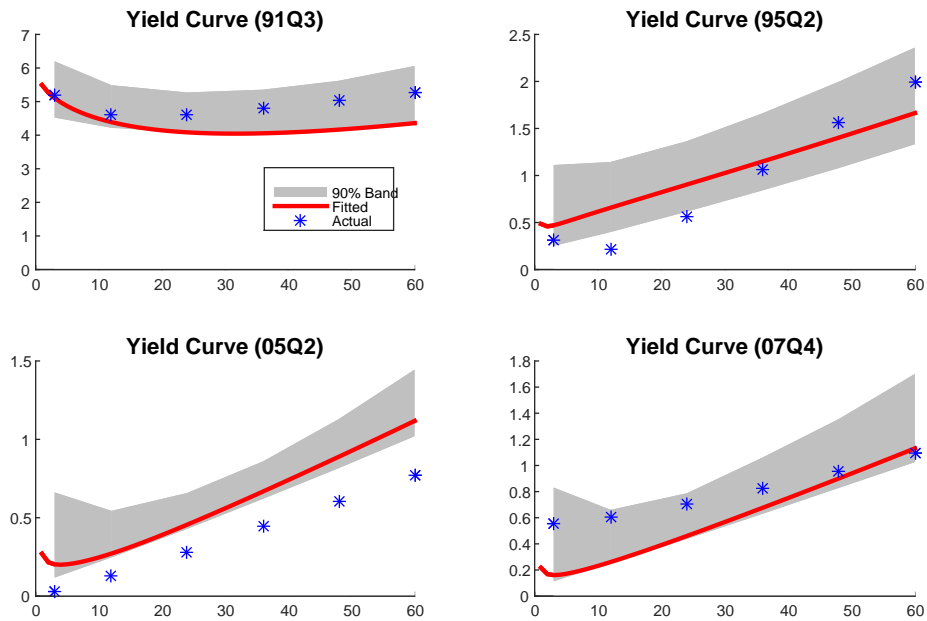 Yield Curve (91Q3)
7
6
5
4
3
2
1
0
0 10 20 30 40 50 60
90% Band
Fitted
Actual
Yield Curve (95Q2)
2.5
2
1.5
1
0.5
0
0 10 20 30 40 50 60
Yield Curve (05Q2)
1.5
1
0.5
0
0 10 20 30 40 50 60
Yield Curve (07Q4)
1.8
1.6
1.4
1.2
1
0.8
0.6
0.4
0.2
0
0 10 20 30 40 50 60